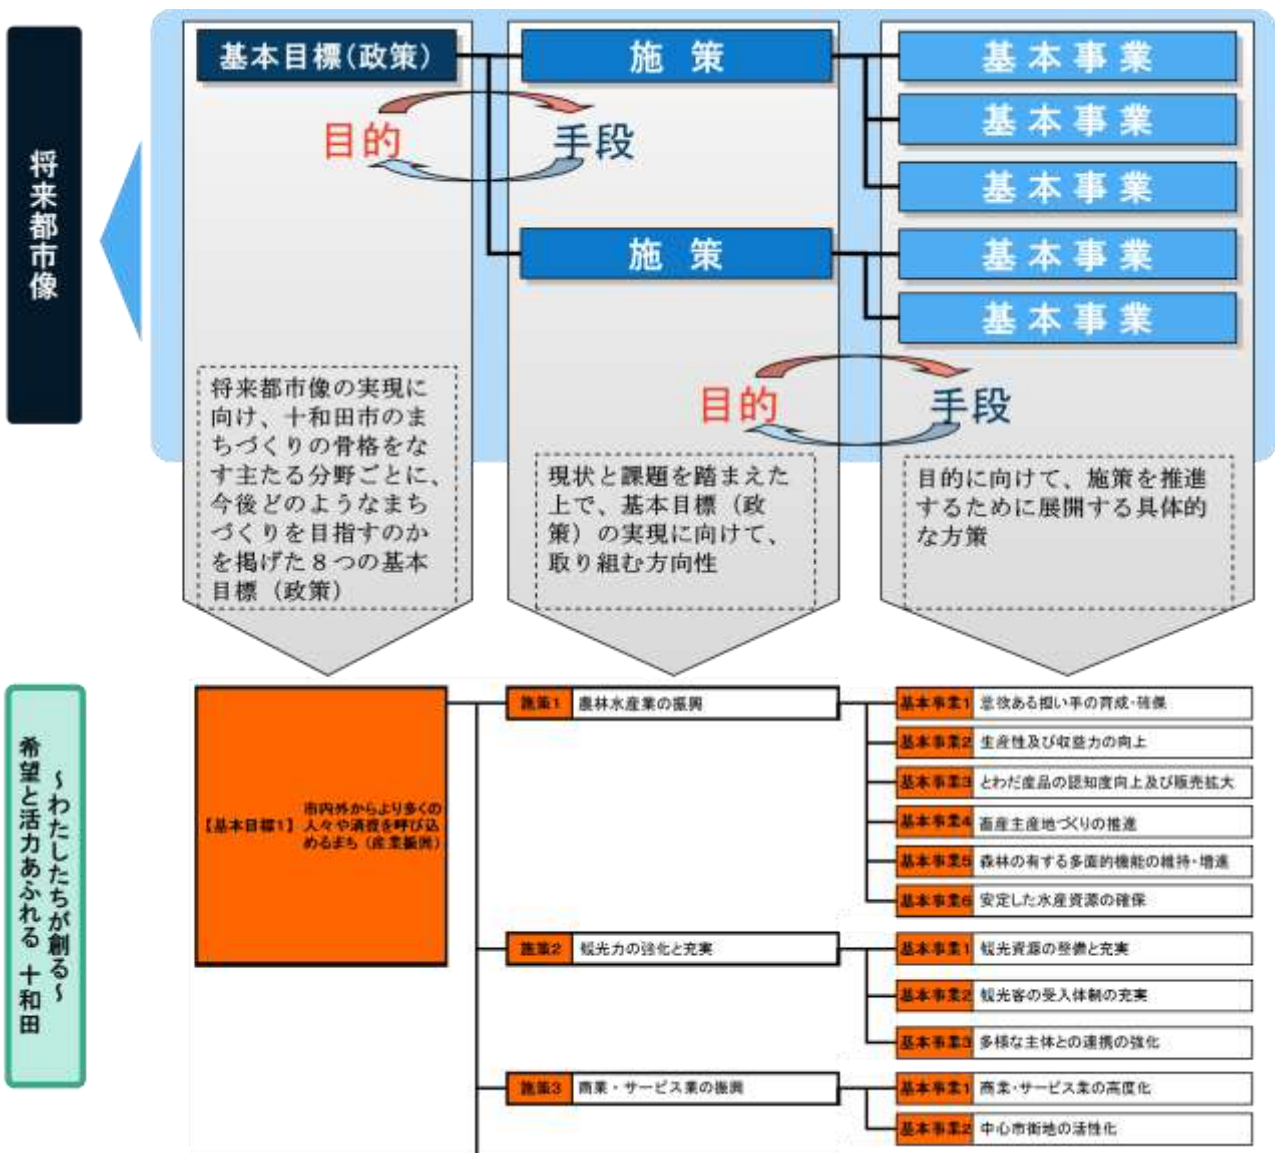 将来都市像
基本目標(政策)
施策
基本事業
基本事業
基本事業
目的
手段
施策
基本事業
基本事業
目的
手段
将来都市像の実現に
向け、十和田市のま
ちづくりの骨格をな
す主たる分野ごとに、
今後どのようなまち
づくりを目指すのか
を掲げた8つの基本
目標（政策）
現状と課題を踏まえた
上で、基本目標（政
策）の実現に向けて、
取り組む方向性
目的に向けて、施策を推進
するために展開する具体的
な方策
～わたしたちが創る～
希望と活力あふれる 十和田
【基本目標1】
市内外からより多くの
人々や消費を呼び込
めるまち（産業振興）
施策1 農林水産業の振興
基本事業1 意欲ある担い手の育成・確保
基本事業2 生産性及び収益力の向上
基本事業3 とわだ産品の認知度向上及び販売拡大
基本事業4 畜産主産地づくりの推進
基本事業5 森林の有する多面的機能の維持・増進
基本事業6 安定した水産資源の確保
施策2 観光力の強化と充実
基本事業1 観光資源の整備と充実
基本事業2 観光客の受入体制の充実
基本事業3 多様な主体との連携の強化
施策3 商業・サービス業の振興
基本事業1 商業・サービス業の高度化
基本事業2 中心市街地の活性化